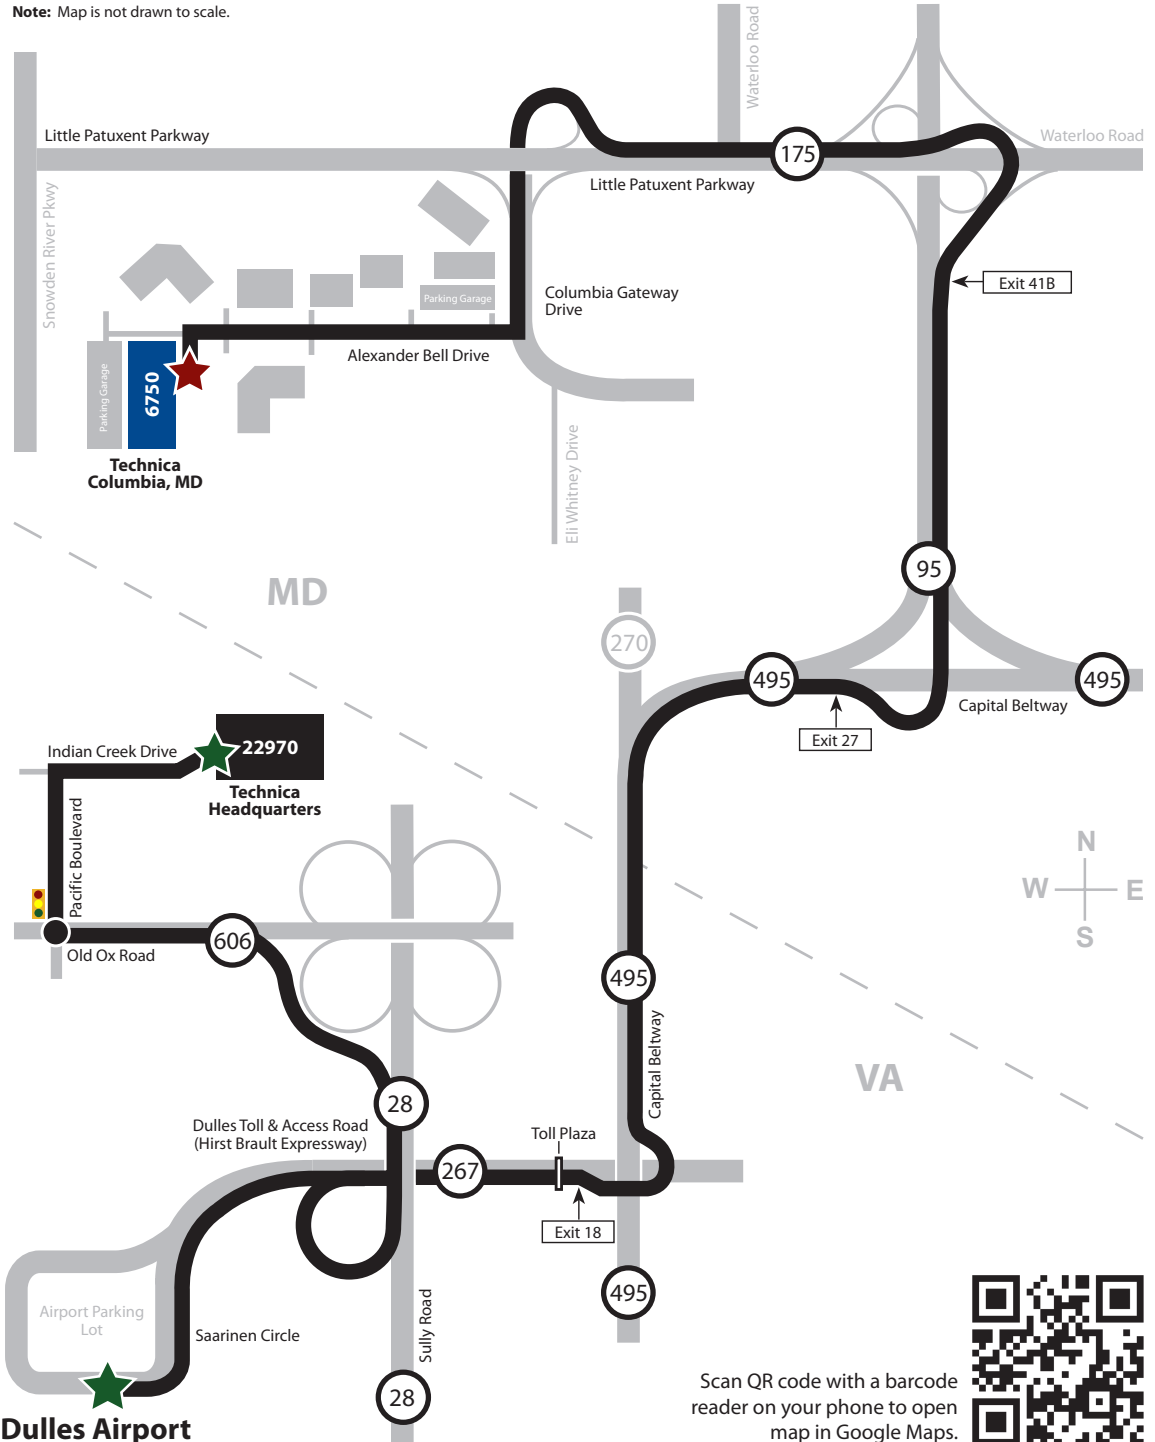 Note: Map is not drawn to scale.
Waterloo Road
Little Patuxent Parkway
175
Waterloo Road
Little Patuxent Parkway
Snowden River Pkwy
Exit 41B
Parking Garage
Columbia Gateway
Drive
Alexander Bell Drive
Parking Garage
6750
Technica
Columbia, MD
Eli Whitney Drive
95
MD
270
495
495
Capital Beltway
Exit 27
Indian Creek Drive
22970
Technica
Headquarters
Pacific Boulevard
N
W
E
S
606
Old Ox Road
495
Capital Beltway
VA
28
Dulles Toll & Access Road
(Hirst Brault Expressway)
Toll Plaza
267
Exit 18
495
Airport Parking
Lot
Saarinen Circle
Sully Road
28
Dulles Airport
Scan QR code with a barcode
reader on your phone to open
map in Google Maps.